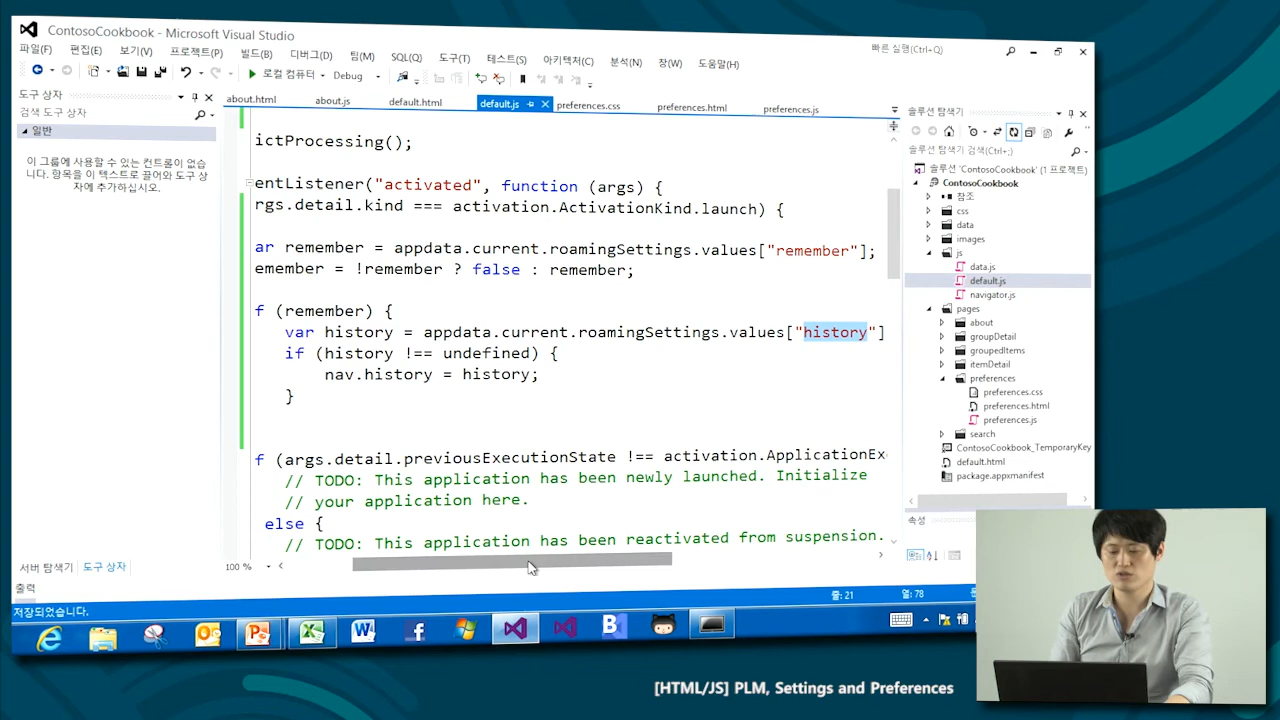 ContosoCookbook - Microsoft Visual Studio
빠른 실행(Ctrl+Q)
파일(F) 편집(E) 보기(V) 프로젝트(P) 빌드(B) 디버그(D) 팀(M) SQL(Q) 도구(T) 테스트(S) 아키텍처(C) 분석(N) 창(W) 도움말(H)
로컬 컴퓨터 Debug
도구 상자
검색 도구 상자
일반
이 그룹에 사용할 수 있는 컨트롤이 없습
니다. 항목을 이 텍스트로 끌어와 도구 상
자에 추가하십시오.
about.html about.js default.html default.js preferences.css preferences.html preferences.js
ictProcessing();
entListener("activated", function (args) {
rgs.detail.kind === activation.ActivationKind.launch) {
ar remember = appdata.current.roamingSettings.values["remember"];
emember = !remember ? false : remember;
f (remember) {
var history = appdata.current.roamingSettings.values["history"]
if (history !== undefined) {
nav.history = history;
}
f (args.detail.previousExecutionState !== activation.ApplicationEx
// TODO: This application has been newly launched. Initialize
// your application here.
else {
// TODO: This application has been reactivated from suspension.
100 %
솔루션 탐색기
솔루션 탐색기 검색(Ctrl+;)
솔루션 'ContosoCookbook' (1 프로젝트)
ContosoCookbook
참조
css
data
images
js
data.js
default.js
navigator.js
pages
about
groupDetail
groupedItems
itemDetail
preferences
preferences.css
preferences.html
preferences.js
search
ContosoCookbook_TemporaryKey
default.html
package.appxmanifest
속성
서버 탐색기 도구 상자
출력
저장되었습니다.
줄: 21
열: 78
[HTML/JS] PLM, Settings and Preferences